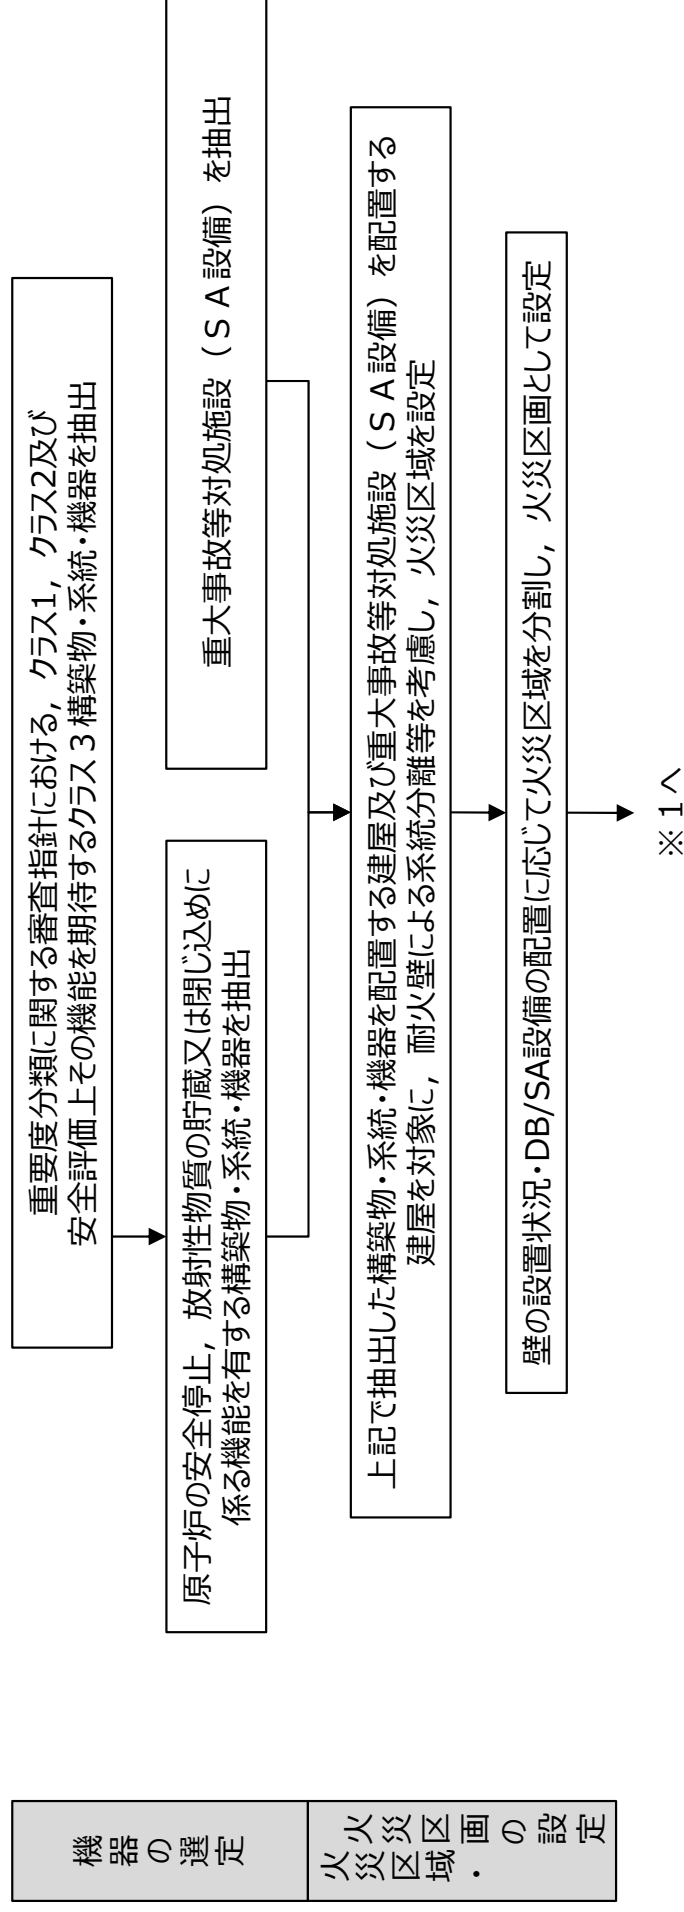 機器の選定
重要度分類に関する審査指針における，クラス1，クラス2及び
安全評価上その機能を期待するクラス３構築物・系統・機器を抽出
原子炉の安全停止，放射性物質の貯蔵又は閉じ込めに
係る機能を有する構築物・系統・機器を抽出
重大事故等対処施設（ＳＡ設備）を抽出
火災区域・
火災区画の設定
上記で抽出した構築物・系統・機器を配置する建屋及び重大事故等対処施設（ＳＡ設備）を配置する
建屋を対象に，耐火壁による系統分離等を考慮し，火災区域を設定
壁の設置状況・DB/SA設備の配置に応じて火災区域を分割し，火災区画として設定
※１へ